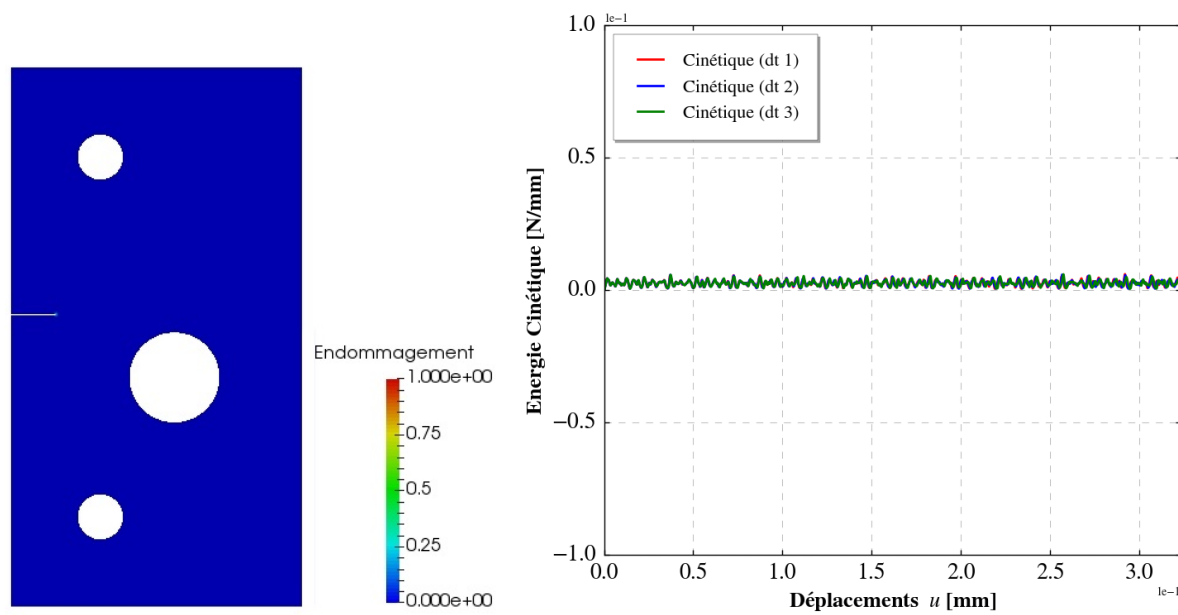 Endommagement
1.000e+00
0.75
0.5
0.25
0.000e+00
1e−1
1.0
0.5
0.0
−0.5
−1.0
Energie Cinétique [N/mm]
Cinétique (dt 1)
Cinétique (dt 2)
Cinétique (dt 3)
0.0 0.5 1.0 1.5 2.0 2.5 3.0
1e−1
Déplacements u [mm]